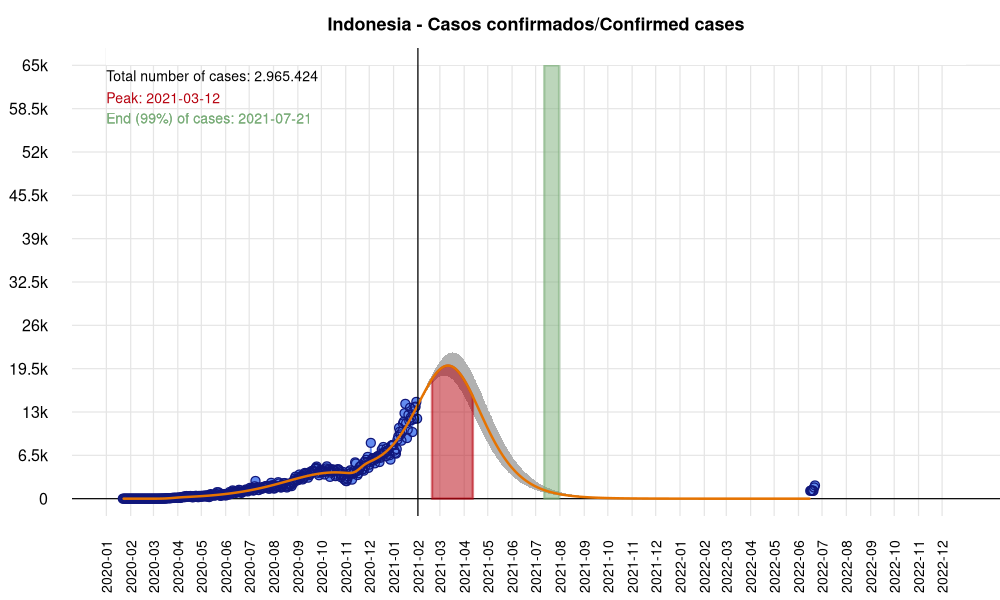 Indonesia - Casos confirmados/Confirmed cases
65k
58.5k
52k
45.5k
39k
32.5k
26k
19.5k
13k
6.5k
0
Total number of cases: 2.965.424
Peak: 2021-03-12
End (99%) of cases: 2021-07-21
2020-01
2020-02
2020-03
2020-04
2020-05
2020-06
2020-07
2020-08
2020-09
2020-10
2020-11
2020-12
2021-01
2021-02
2021-03
2021-04
2021-05
2021-06
2021-07
2021-08
2021-09
2021-10
2021-11
2021-12
2022-01
2022-02
2022-03
2022-04
2022-05
2022-06
2022-07
2022-08
2022-09
2022-10
2022-11
2022-12